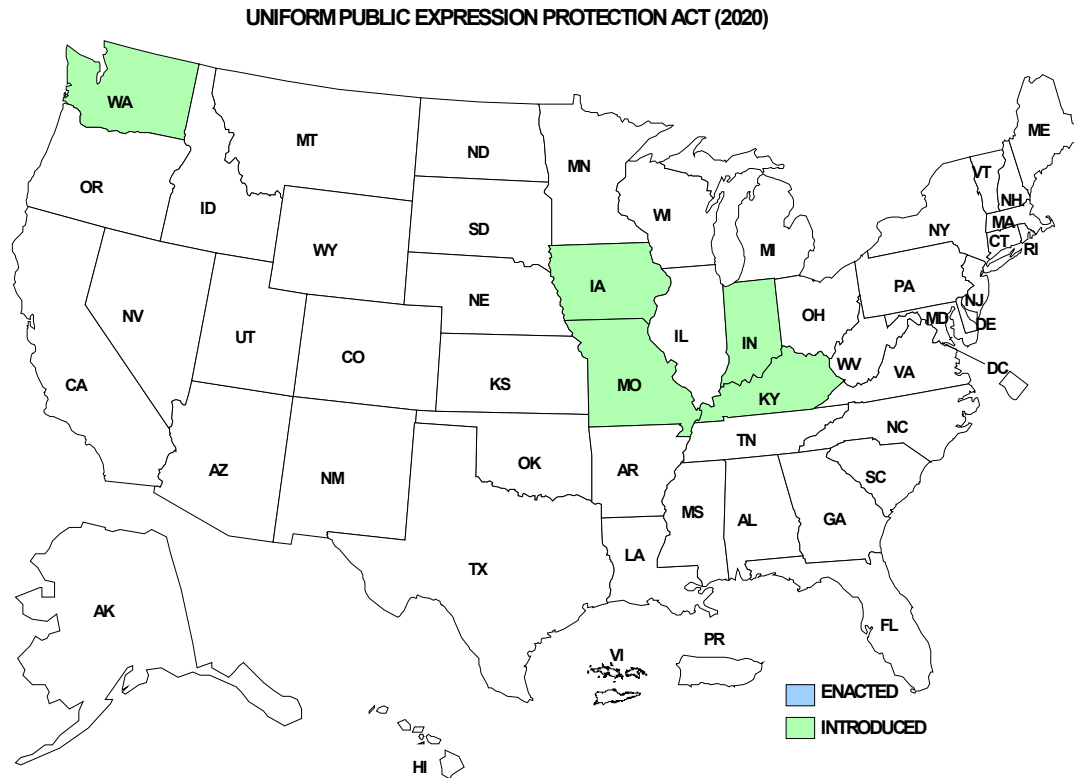 UNIFORM PUBLIC EXPRESSION PROTECTION ACT (2020)
WA
MT
ND
MN
ME
OR
ID
SD
WI
VT
NH
WY
MI
NY
MA
CT
RI
IA
NE
PA
NJ
NV
UT
CO
IL
IN
OH
MD
DE
CA
KS
MO
WV
VA
DC
KY
NC
AZ
NM
OK
AR
TN
SC
MS
AL
GA
LA
TX
AK
FL
VI
PR
HI
ENACTED
INTRODUCED